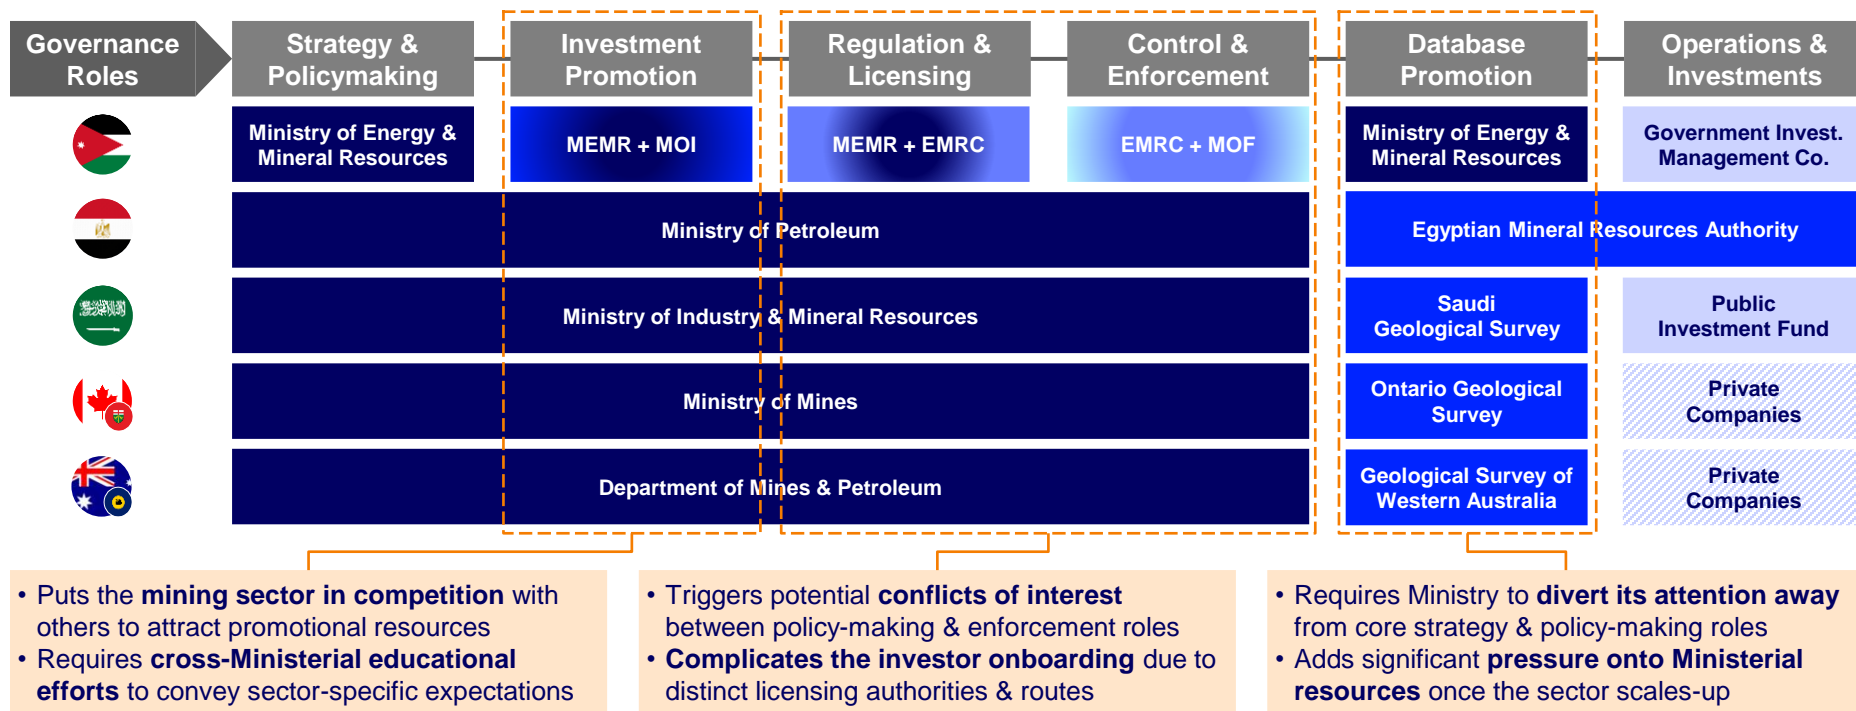 Governance
Roles
Strategy &
Policymaking
Investment
Promotion
Regulation &
Licensing
Control &
Enforcement
Database
Promotion
Operations &
Investments
Ministry of Energy &
Mineral Resources
MEMR + MOI
MEMR + EMRC
EMRC + MOF
Ministry of Energy &
Mineral Resources
Government Invest.
Management Co.
Ministry of Petroleum
Egyptian Mineral Resources Authority
Ministry of Industry & Mineral Resources
Saudi
Geological Survey
Public
Investment Fund
Ministry of Mines
Ontario Geological
Survey
Private
Companies
Department of Mines & Petroleum
Geological Survey of
Western Australia
Private
Companies
• Puts the mining sector in competition with
others to attract promotional resources
• Requires cross-Ministerial educational
efforts to convey sector-specific expectations
• Triggers potential conflicts of interest
between policy-making & enforcement roles
• Complicates the investor onboarding due to
distinct licensing authorities & routes
• Requires Ministry to divert its attention away
from core strategy & policy-making roles
• Adds significant pressure onto Ministerial
resources once the sector scales-up